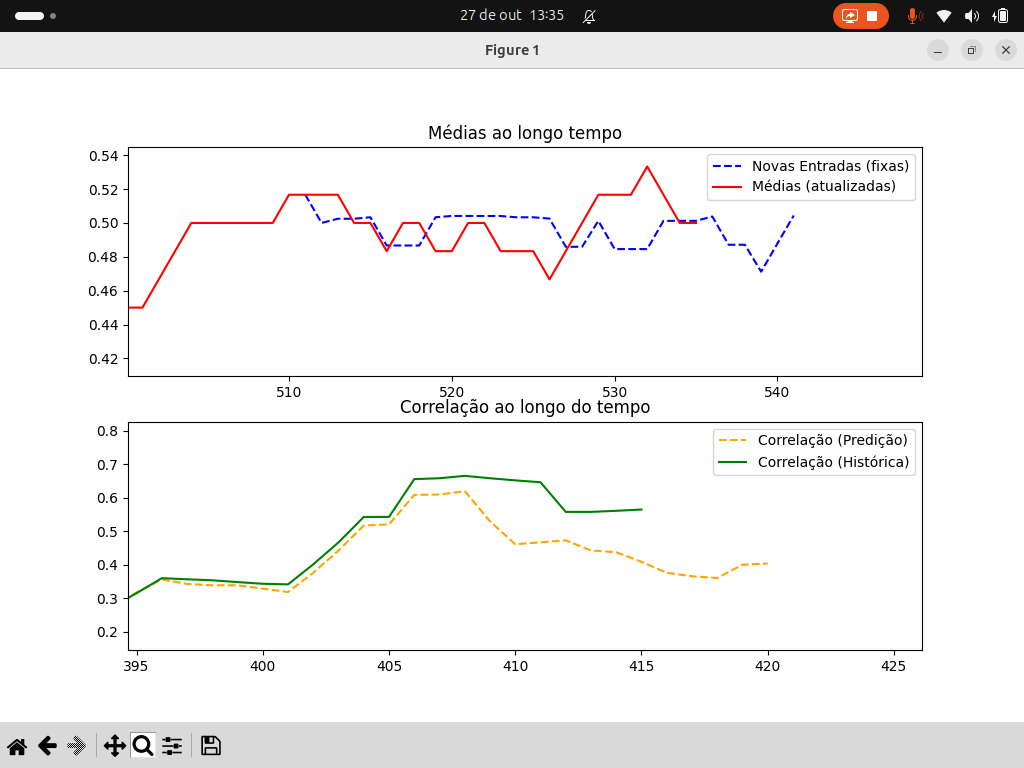 27 de out 13:35
Figure 1
Médias ao longo tempo
0.54
0.52
0.50
0.48
0.46
0.44
0.42
Novas Entradas (fixas)
Médias (atualizadas)
510 520 530 540
Correlação ao longo do tempo
0.8
0.7
0.6
0.5
0.4
0.3
0.2
Correlação (Predição)
Correlação (Histórica)
395 400 405 410 415 420 425